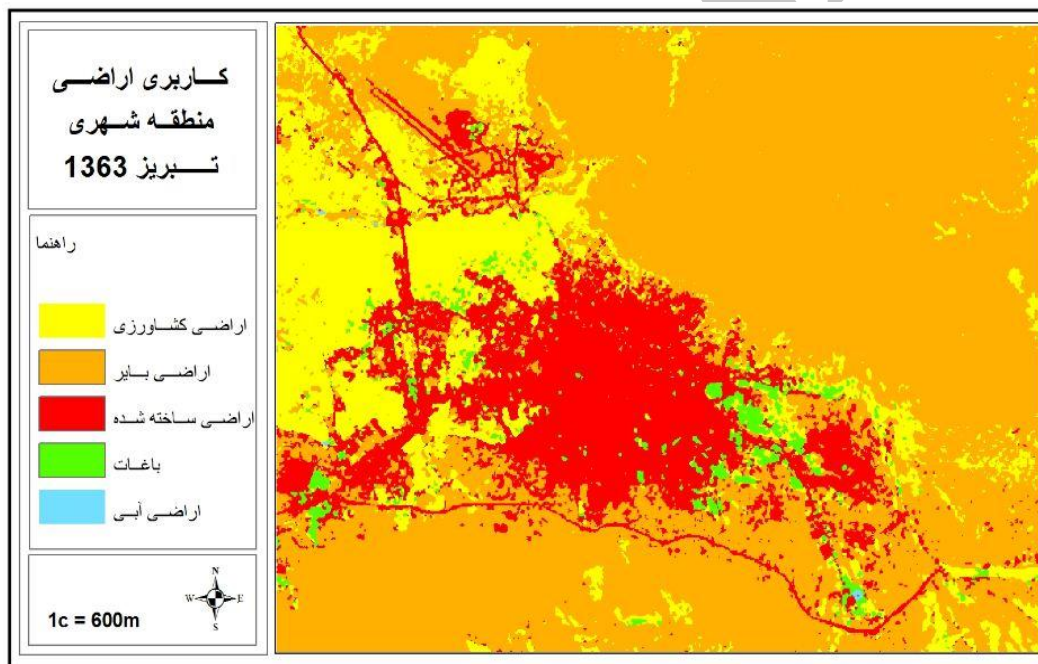 کاربری اراضی
منطقه شهری
تبریز 1363
راهنما
اراضی کشاورزی
اراضی بایر
اراضی ساخته شده
باغات
اراضی آبی
N
W E
S
1c = 600m